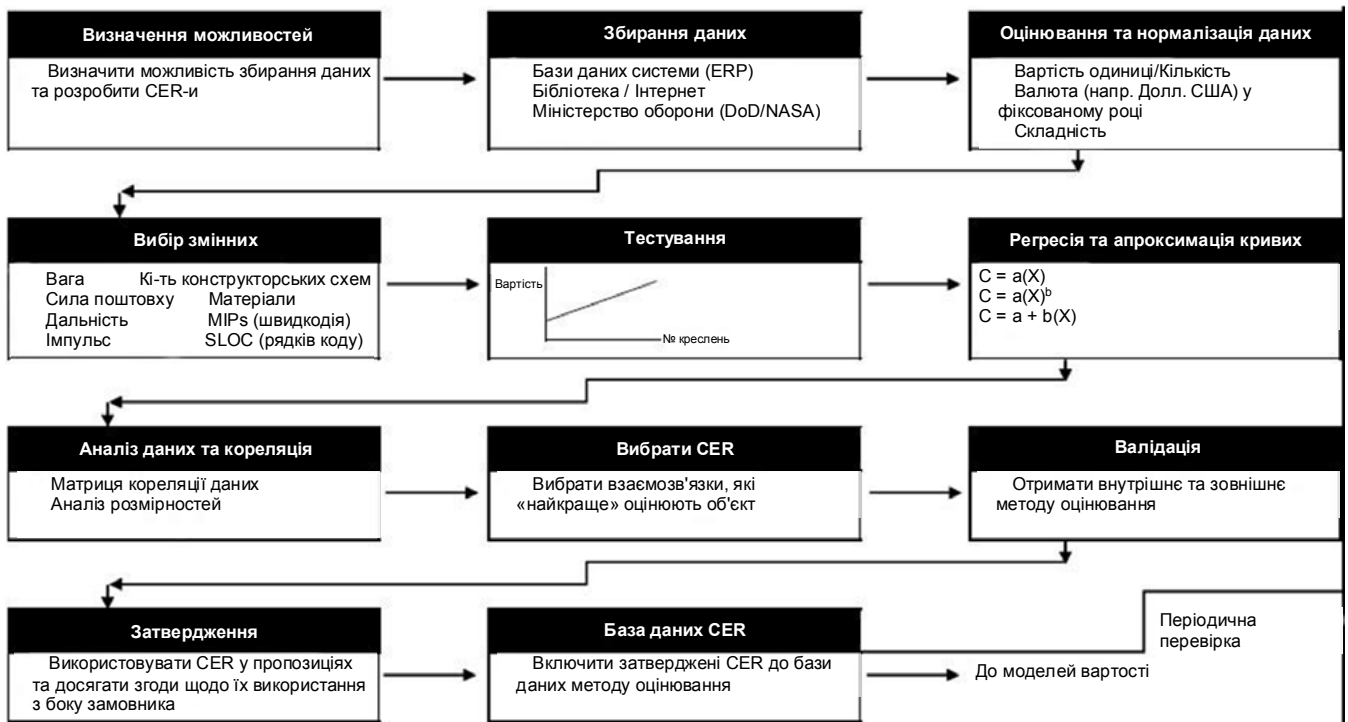 Визначення можливостей
Визначити можливість збирання даних
та розробити CER-и
Збирання даних
Бази даних системи (ERP)
Бібліотека / Інтернет
Міністерство оборони (DoD/NASA)
Оцінювання та нормалізація даних
Вартість одиниці/Кількість
Валюта (напр. Долл. США) у
фіксованому році
Складність
Вибір змінних
Вага Кі-ть конструкторських схем
Сила поштовху Матеріали
Дальність MIPs (швидкодія)
Імпульс SLOC (рядків коду)
Тестування
Вартість
№ креслень
Регресія та апроксимація кривих
C = a(X)
C = a(X)ᵇ
C = a + b(X)
Аналіз даних та кореляція
Матриця кореляції даних
Аналіз розмірностей
Вибрати CER
Вибрати взаємозв'язки, які
«найкраще» оцінюють об'єкт
Валідація
Отримати внутрішнє та зовнішнє
методу оцінювання
Затвердження
Використовувати CER у пропозиціях
та досягати згоди щодо їх використання
з боку замовника
База даних CER
Включити затверджені CER до бази
даних методу оцінювання
До моделей вартості
Періодична
перевірка